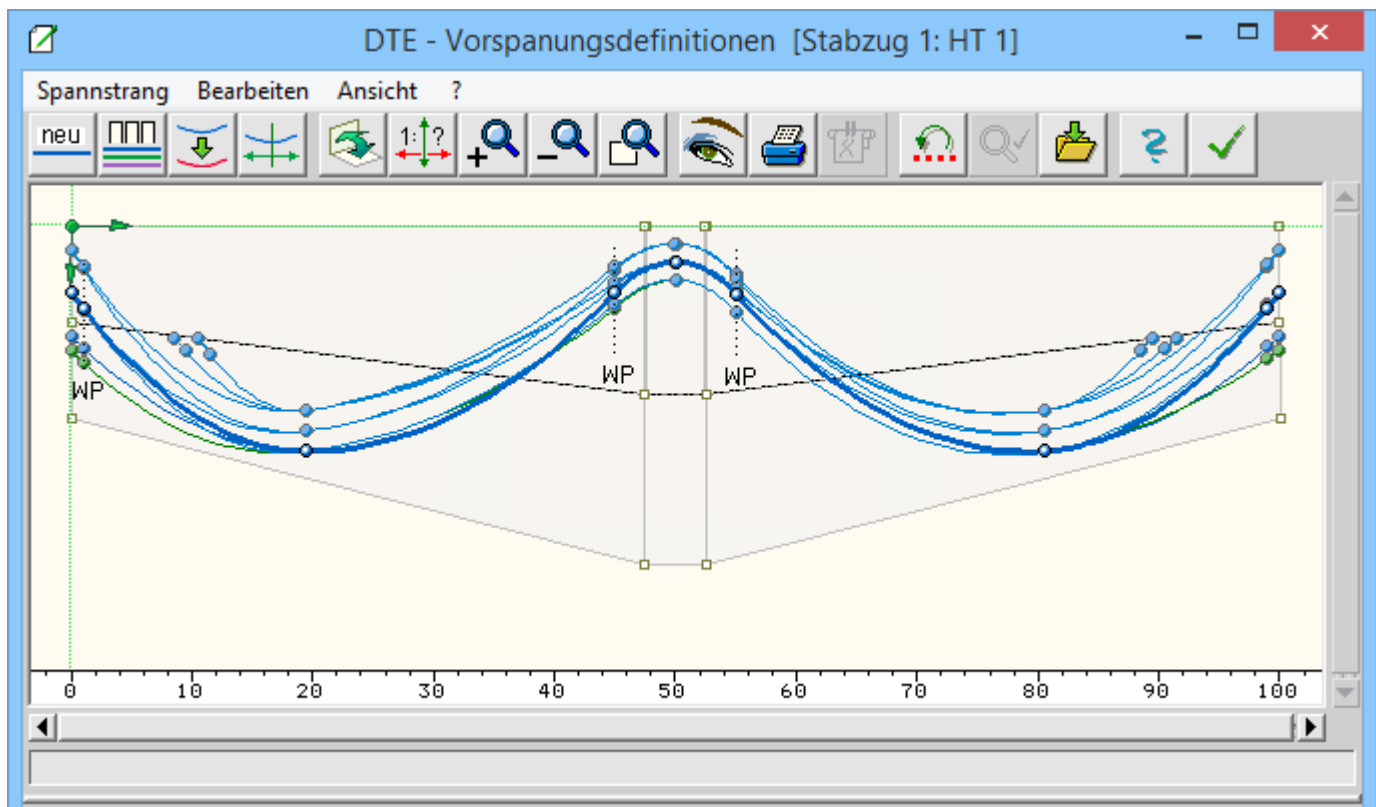 DTE - Vorspanungsdefinitionen [Stabzug 1: HT 1]
Spannstrang Bearbeiten Ansicht ?
neu 1:?
WP WP WP
0 10 20 30 40 50 60 70 80 90 100